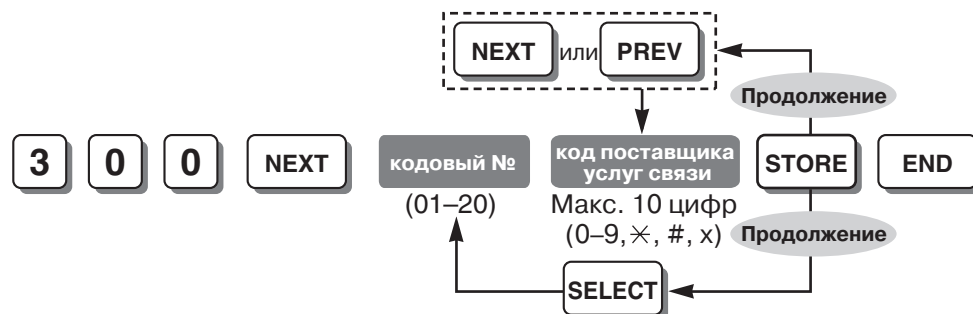 NEXT или PREV
Продолжение
3 0 0 NEXT кодовый № код поставщика услуг связи STORE END
(01–20) Макс. 10 цифр
(0–9, ✳, #, x) Продолжение
SELECT